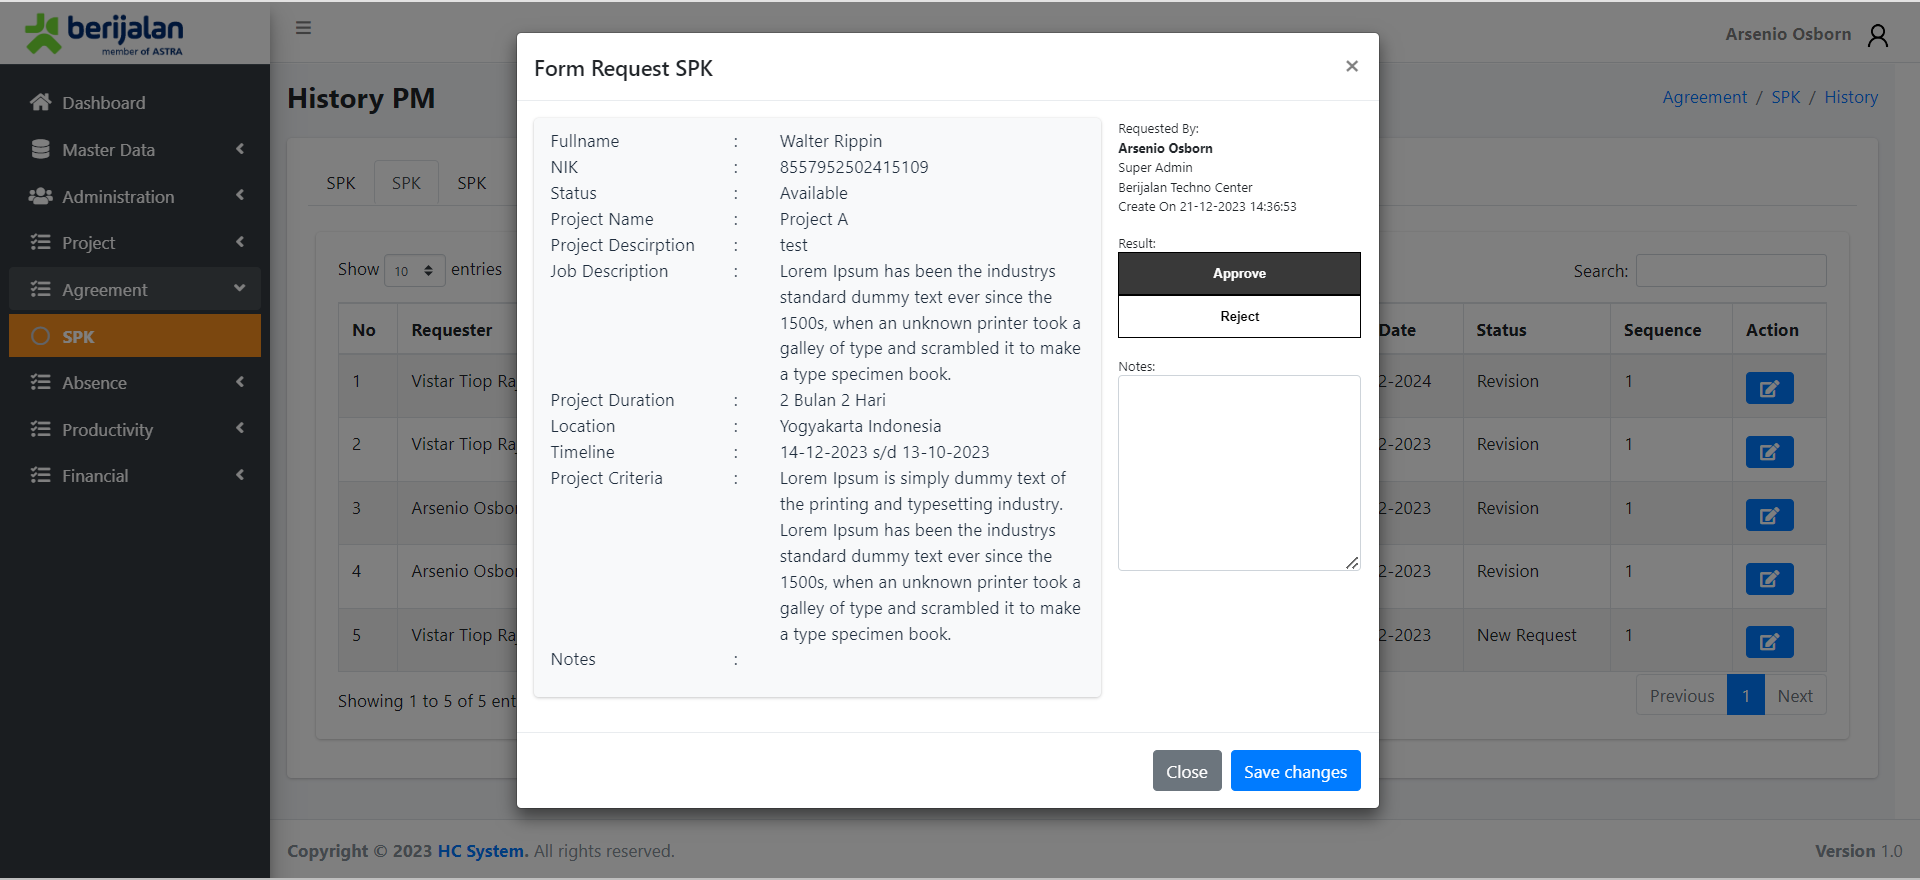 berijalan
member of ASTRA
Arsenio Osborn
Dashboard
Master Data
Administration
Project
Agreement
SPK
Absence
Productivity
Financial
History PM
Agreement / SPK / History
SPK SPK SPK
Show 10 entries
Search:
No Requester Date Status Sequence Action
1 Vistar Tiop 2-2024 Revision 1
2 Vistar Tiop 2-2023 Revision 1
3 Arsenio 2-2023 Revision 1
4 Arsenio 2-2023 Revision 1
5 Vistar Tiop 2-2023 New Request 1
Showing 1 to 5 of 5
Previous 1 Next
Form Request SPK
×
Fullname : Walter Rippin
NIK : 8557952502415109
Status : Available
Project Name : Project A
Project Descirption : test
Job Description : Lorem Ipsum has been the industrys
standard dummy text ever since the
1500s, when an unknown printer took a
galley of type and scrambled it to make
a type specimen book.
Project Duration : 2 Bulan 2 Hari
Location : Yogyakarta Indonesia
Timeline : 14-12-2023 s/d 13-10-2023
Project Criteria : Lorem Ipsum is simply dummy text of
the printing and typesetting industry.
Lorem Ipsum has been the industrys
standard dummy text ever since the
1500s, when an unknown printer took a
galley of type and scrambled it to make
a type specimen book.
Notes :
Requested By:
Arsenio Osborn
Super Admin
Berijalan Techno Center
Create On 21-12-2023 14:36:53
Result:
Approve
Reject
Notes:
Close Save changes
Copyright © 2023 HC System. All rights reserved.
Version 1.0